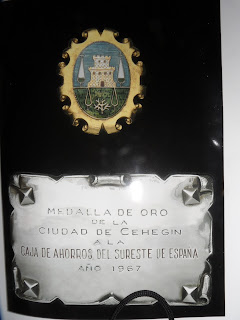 MEDALLA DE ORO
DE LA
CIUDAD DE CEHEGIN
A LA
CAJA DE AHORROS DEL SURESTE DE ESPAÑA
AÑO 1967